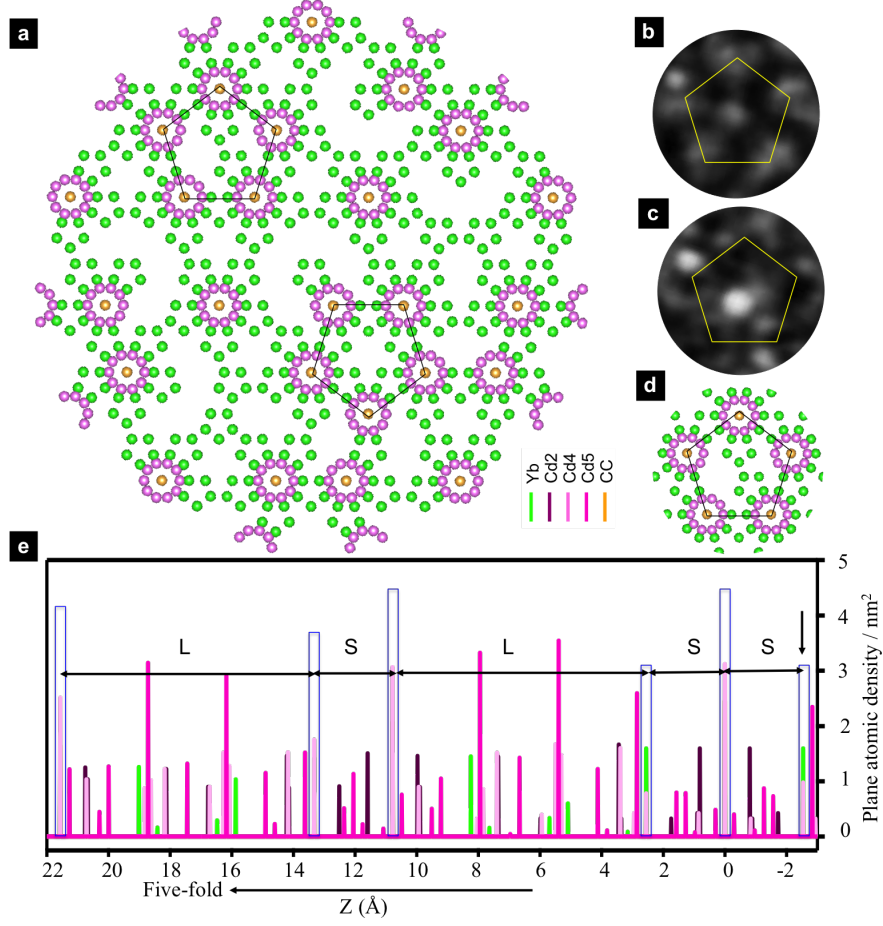 a
b
c
d
Yb
Cd2
Cd4
Cd5
CC
e
L S L S S
5
4
3
2
1
0
Plane atomic density / nm²
22 20 18 16 14 12 10 8 6 4 2 0 -2
Five-fold
Z (Å)